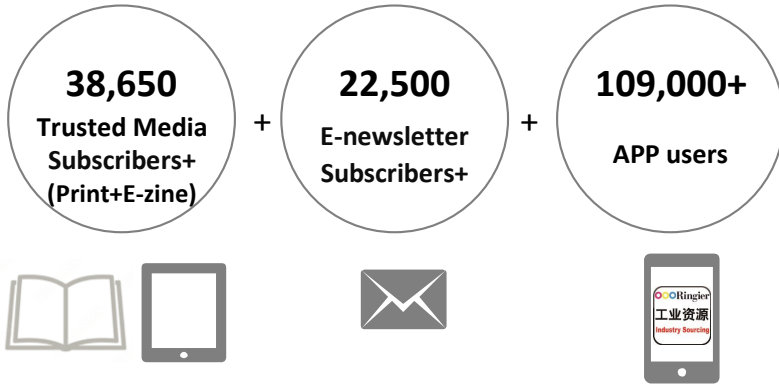 38,650
Trusted Media
Subscribers+
(Print+E-zine)
+
22,500
E-newsletter
Subscribers+
+
109,000+
APP users
Ringier
工业资源
Industry Sourcing